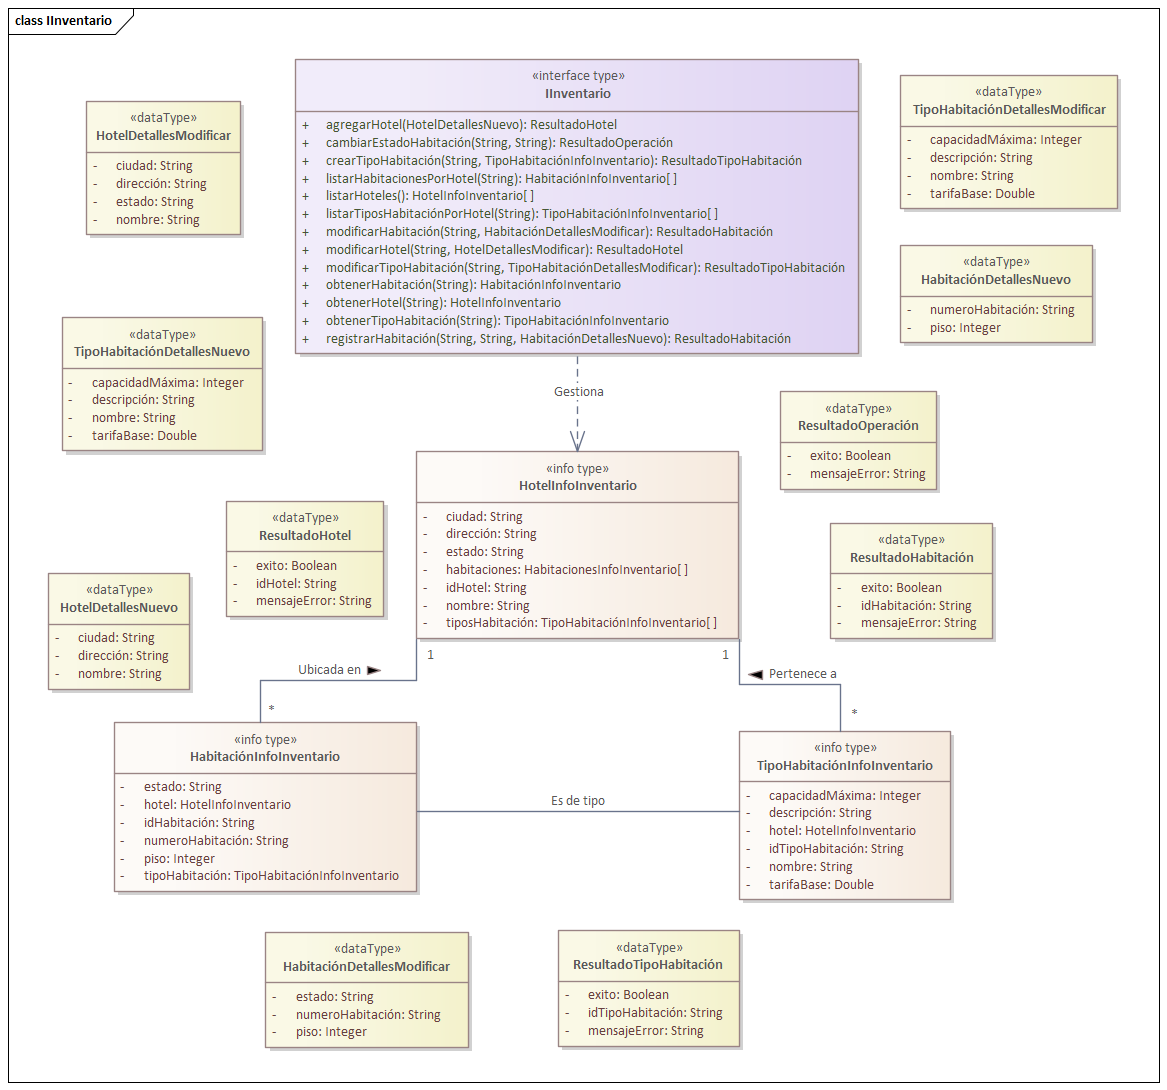 class IInventario
«interface type»
IInventario
+ agregarHotel(HotelDetallesNuevo): ResultadoHotel
+ cambiarEstadoHabitación(String, String): ResultadoOperación
+ crearTipoHabitación(String, TipoHabitaciónInfoInventario): ResultadoTipoHabitación
+ listarHabitacionesPorHotel(String): HabitaciónInfoInventario[ ]
+ listarHoteles(): HotelInfoInventario[ ]
+ listarTiposHabitaciónPorHotel(String): TipoHabitaciónInfoInventario[ ]
+ modificarHabitación(String, HabitaciónDetallesModificar): ResultadoHabitación
+ modificarHotel(String, HotelDetallesModificar): ResultadoHotel
+ modificarTipoHabitación(String, TipoHabitaciónDetallesModificar): ResultadoTipoHabitación
+ obtenerHabitación(String): HabitaciónInfoInventario
+ obtenerHotel(String): HotelInfoInventario
+ obtenerTipoHabitación(String): TipoHabitaciónInfoInventario
+ registrarHabitación(String, String, HabitaciónDetallesNuevo): ResultadoHabitación
«dataType»
HotelDetallesModificar
- ciudad: String
- dirección: String
- estado: String
- nombre: String
«dataType»
TipoHabitaciónDetallesModificar
- capacidadMáxima: Integer
- descripción: String
- nombre: String
- tarifaBase: Double
«dataType»
HabitaciónDetallesNuevo
- numeroHabitación: String
- piso: Integer
«dataType»
TipoHabitaciónDetallesNuevo
- capacidadMáxima: Integer
- descripción: String
- nombre: String
- tarifaBase: Double
Gestiona
«dataType»
ResultadoOperación
- exito: Boolean
- mensajeError: String
«info type»
HotelInfoInventario
- ciudad: String
- dirección: String
- estado: String
- habitaciones: HabitacionesInfoInventario[ ]
- idHotel: String
- nombre: String
- tiposHabitación: TipoHabitaciónInfoInventario[ ]
«dataType»
ResultadoHotel
- exito: Boolean
- idHotel: String
- mensajeError: String
«dataType»
ResultadoHabitación
- exito: Boolean
- idHabitación: String
- mensajeError: String
«dataType»
HotelDetallesNuevo
- ciudad: String
- dirección: String
- nombre: String
1
1
Ubicada en
Pertenece a
*
*
«info type»
HabitaciónInfoInventario
- estado: String
- hotel: HotelInfoInventario
- idHabitación: String
- numeroHabitación: String
- piso: Integer
- tipoHabitación: TipoHabitaciónInfoInventario
Es de tipo
«info type»
TipoHabitaciónInfoInventario
- capacidadMáxima: Integer
- descripción: String
- hotel: HotelInfoInventario
- idTipoHabitación: String
- nombre: String
- tarifaBase: Double
«dataType»
HabitaciónDetallesModificar
- estado: String
- numeroHabitación: String
- piso: Integer
«dataType»
ResultadoTipoHabitación
- exito: Boolean
- idTipoHabitación: String
- mensajeError: String